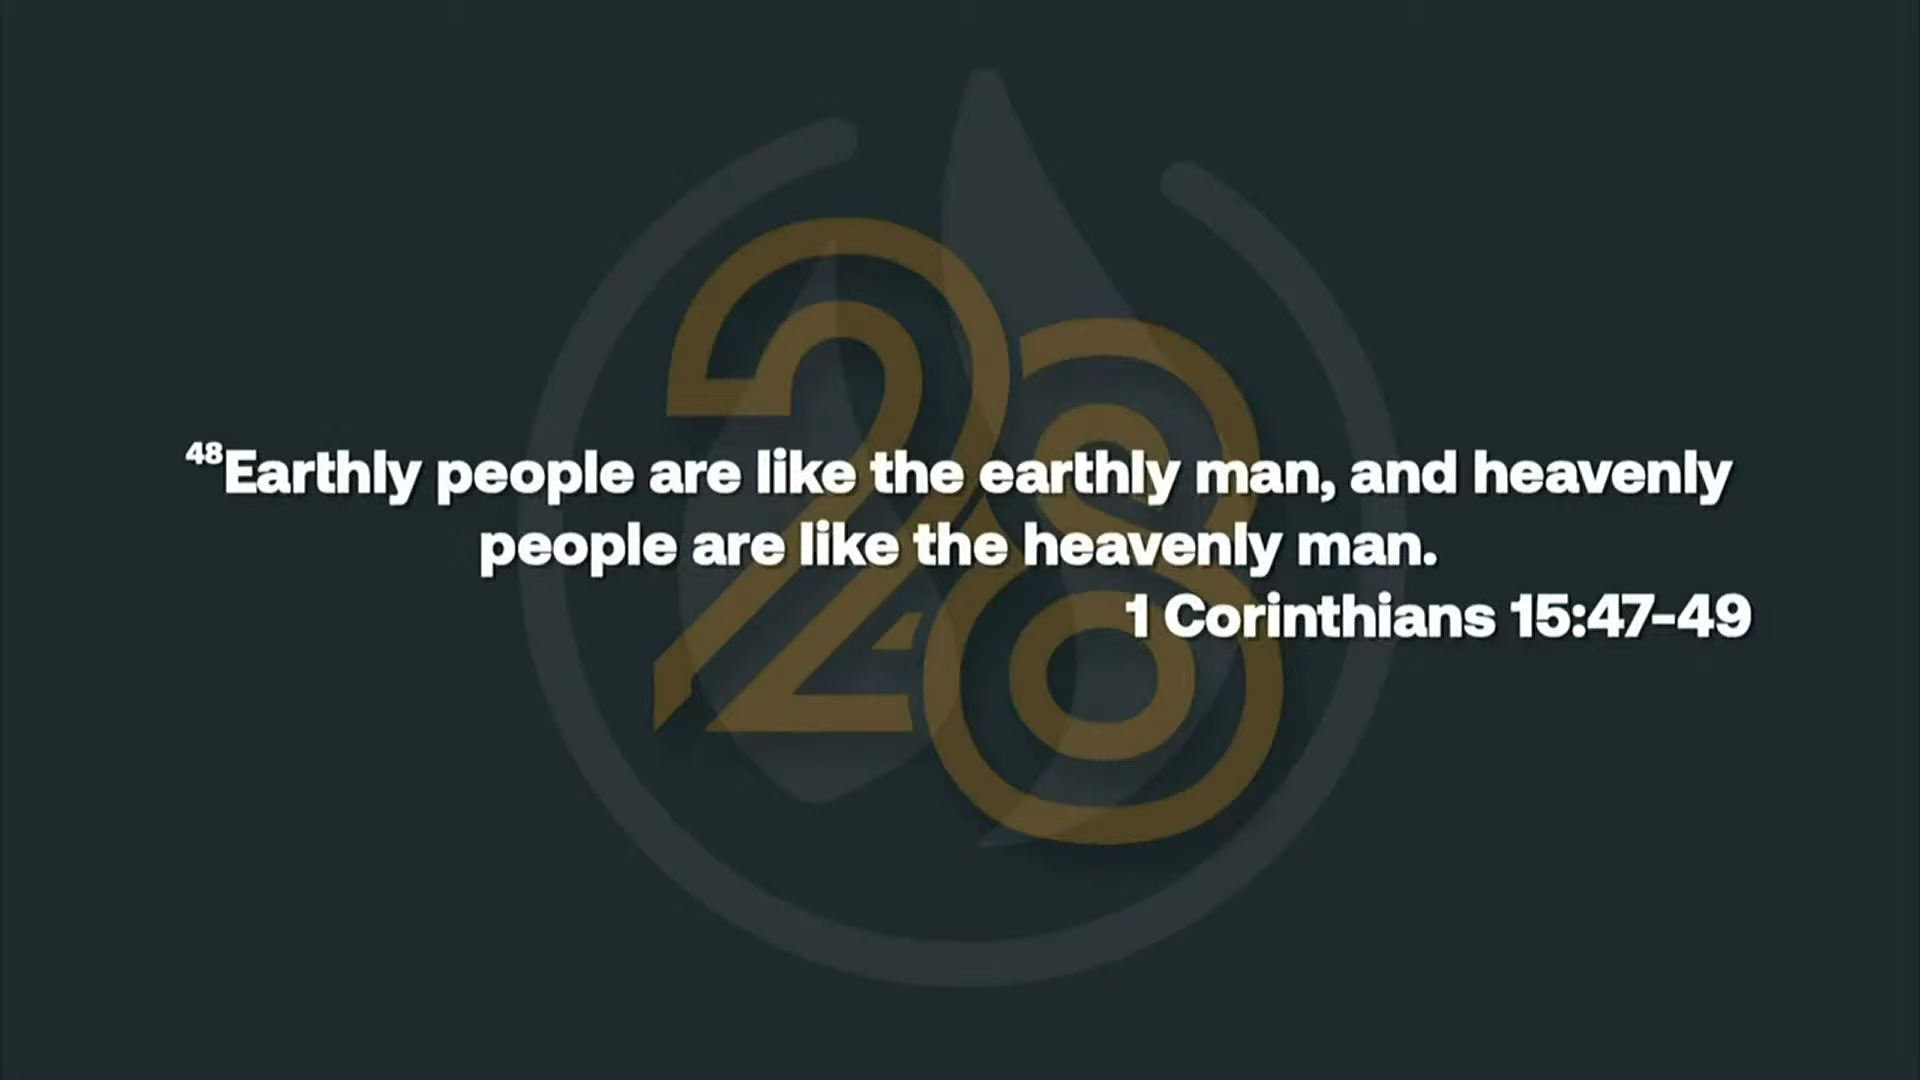 28
⁴⁸Earthly people are like the earthly man, and heavenly
people are like the heavenly man.
1 Corinthians 15:47-49